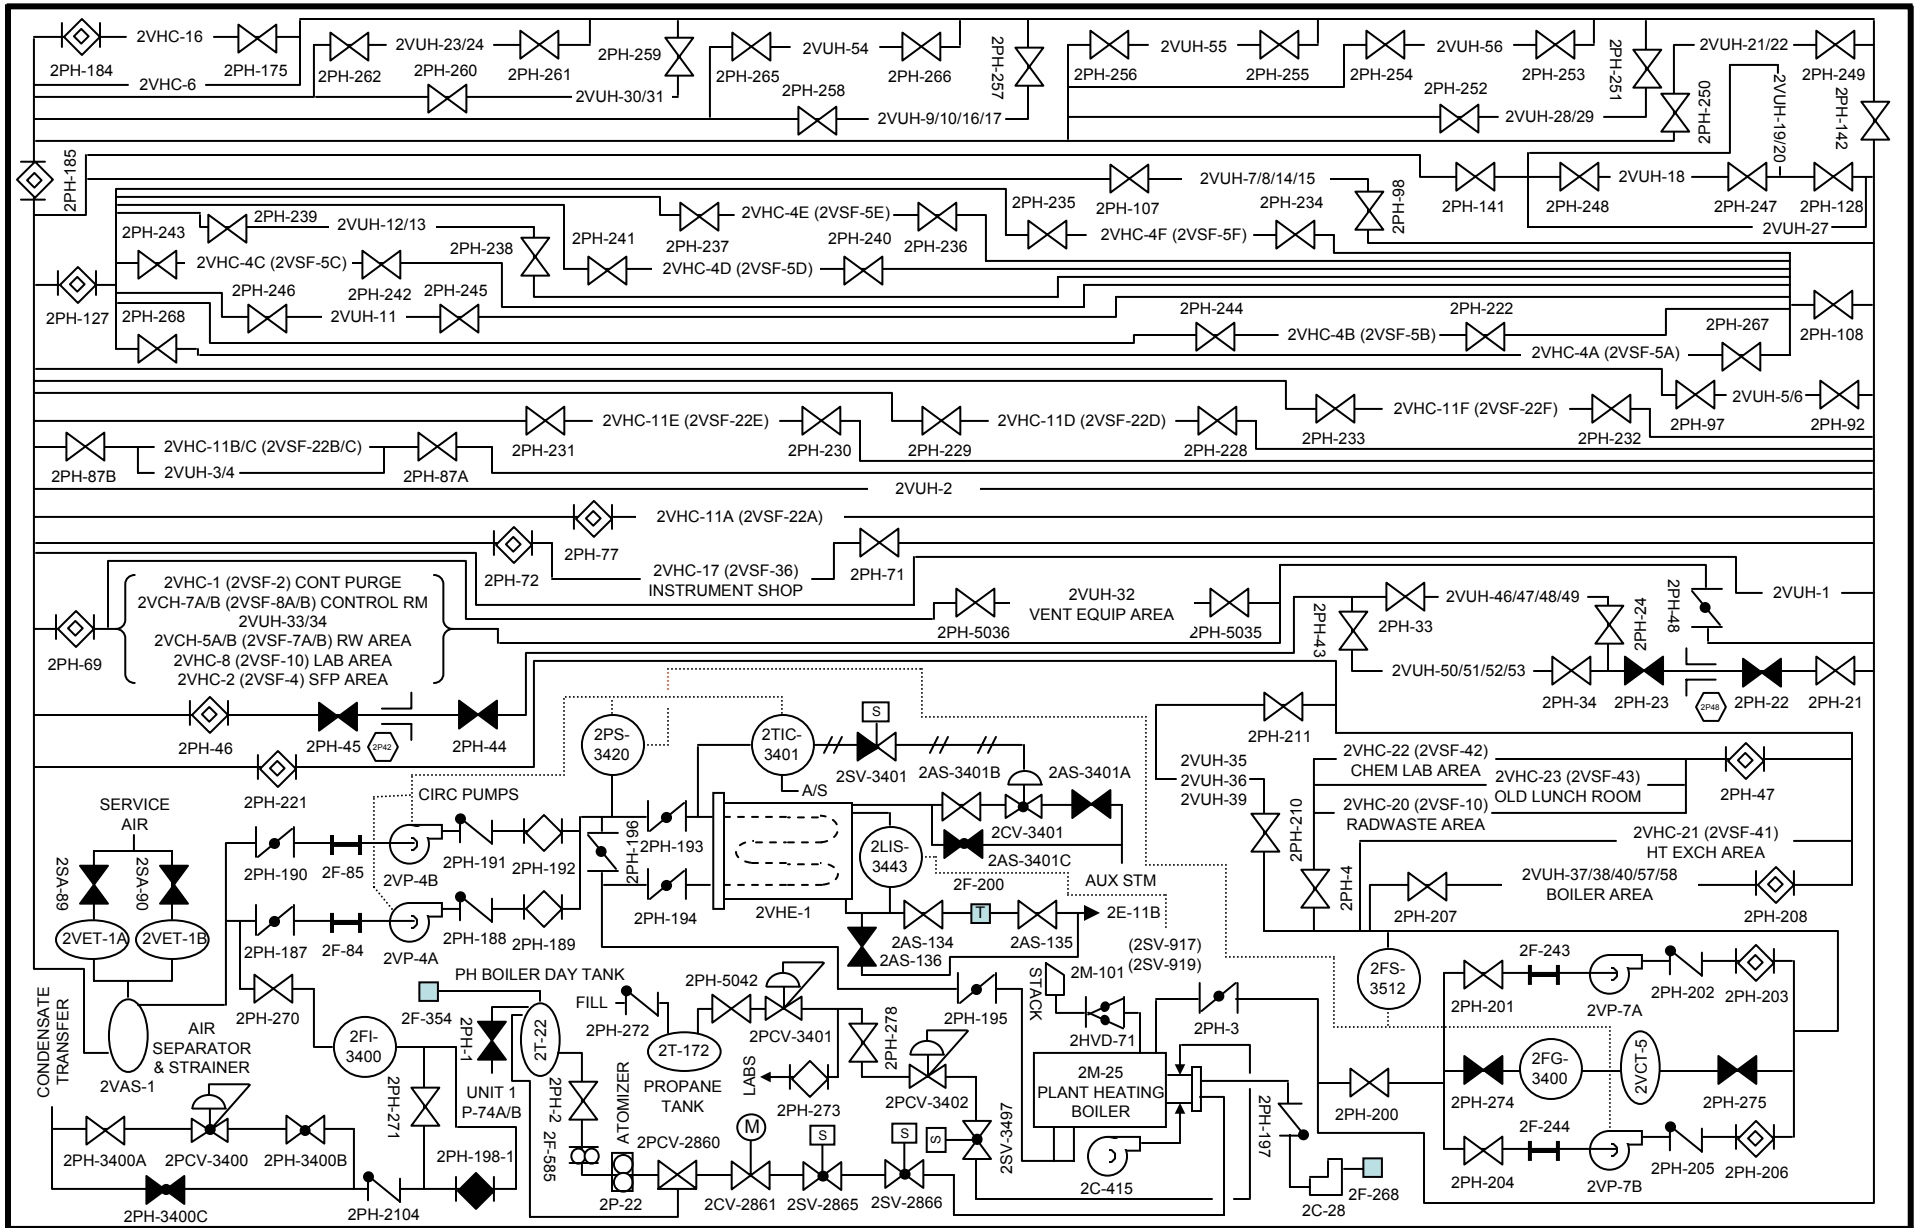 2VHC-16
2PH-184
2PH-175
2VHC-6
2VUH-23/24
2PH-262
2PH-260
2PH-261
2PH-259
2VUH-30/31
2VUH-54
2PH-265
2PH-266
2PH-257
2PH-258
2VUH-9/10/16/17
2VUH-55
2PH-256
2PH-255
2VUH-56
2PH-254
2PH-253
2PH-251
2PH-252
2VUH-28/29
2PH-250
2VUH-21/22
2PH-249
2VUH-19/20
2PH-142
2PH-185
2VUH-7/8/14/15
2PH-107
2PH-98
2PH-141
2PH-248
2VUH-18
2PH-247
2PH-128
2VUH-27
2PH-239
2VUH-12/13
2PH-243
2PH-238
2PH-237
2VHC-4E (2VSF-5E)
2PH-236
2PH-235
2VHC-4F (2VSF-5F)
2PH-234
2PH-241
2VHC-4D (2VSF-5D)
2PH-240
2VHC-4C (2VSF-5C)
2PH-242
2PH-127
2PH-246
2VUH-11
2PH-245
2PH-268
2PH-244
2VHC-4B (2VSF-5B)
2PH-222
2PH-267
2VHC-4A (2VSF-5A)
2PH-108
2PH-97
2VUH-5/6
2PH-92
2PH-231
2VHC-11E (2VSF-22E)
2PH-230
2PH-229
2VHC-11D (2VSF-22D)
2PH-228
2PH-233
2VHC-11F (2VSF-22F)
2PH-232
2PH-87B
2VHC-11B/C (2VSF-22B/C)
2VUH-3/4
2PH-87A
2VUH-2
2PH-77
2VHC-11A (2VSF-22A)
2PH-72
2VHC-17 (2VSF-36)
INSTRUMENT SHOP
2PH-71
2PH-69
2VHC-1 (2VSF-2) CONT PURGE
2VCH-7A/B (2VSF-8A/B) CONTROL RM
2VUH-33/34
2VCH-5A/B (2VSF-7A/B) RW AREA
2VHC-8 (2VSF-10) LAB AREA
2VHC-2 (2VSF-4) SFP AREA
2PH-5036
2VUH-32
VENT EQUIP AREA
2PH-5035
2PH-43
2PH-33
2VUH-46/47/48/49
2PH-24
2PH-48
2VUH-1
2VUH-50/51/52/53
2PH-34
2PH-23
2P48
2PH-22
2PH-21
2PH-46
2PH-45
2P42
2PH-44
2PH-221
2PS-
3420
2TIC-
3401
S
2SV-3401
A/S
2AS-3401B
2AS-3401A
2CV-3401
2AS-3401C
2PH-211
2VUH-35
2VUH-36
2VUH-39
2PH-210
2VHC-22 (2VSF-42)
CHEM LAB AREA
2VHC-23 (2VSF-43)
OLD LUNCH ROOM
2VHC-20 (2VSF-10)
RADWASTE AREA
2PH-47
2VHC-21 (2VSF-41)
HT EXCH AREA
2PH-4
2VUH-37/38/40/57/58
BOILER AREA
2PH-207
2PH-208
SERVICE
AIR
CIRC PUMPS
2SA-89
2SA-90
2PH-190
2F-85
2VP-4B
2PH-191
2PH-192
2PH-196
2PH-193
2PH-194
2VHE-1
2LIS-
3443
AUX STM
2F-200
T
2E-11B
2AS-134
2AS-135
2AS-136
(2SV-917)
(2SV-919)
2VET-1A
2VET-1B
2PH-187
2F-84
2VP-4A
2PH-188
2PH-189
2PH-270
2VAS-1
AIR
SEPARATOR
& STRAINER
CONDENSATE
TRANSFER
2FI-
3400
2PH-271
PH BOILER DAY TANK
2F-354
2PH-1
2T-22
UNIT 1
P-74A/B
2PH-2
2F-585
FILL
2PH-272
2PH-5042
2PCV-3401
2T-172
PROPANE
TANK
LABS
2PH-273
2PH-278
2PCV-3402
2PH-195
STACK
2M-101
2HVD-71
2M-25
PLANT HEATING
BOILER
2C-415
2PH-3
2PH-197
2C-28
2F-268
ATOMIZER
2P-22
2PCV-2860
M
2CV-2861
S
2SV-2865
S
2SV-2866
S
2SV-3497
2PH-3400A
2PCV-3400
2PH-3400B
2PH-3400C
2PH-2104
2PH-198-1
2FS-
3512
2F-243
2PH-201
2VP-7A
2PH-202
2PH-203
2PH-200
2PH-274
2FG-
3400
2VCT-5
2PH-275
2F-244
2PH-204
2VP-7B
2PH-205
2PH-206